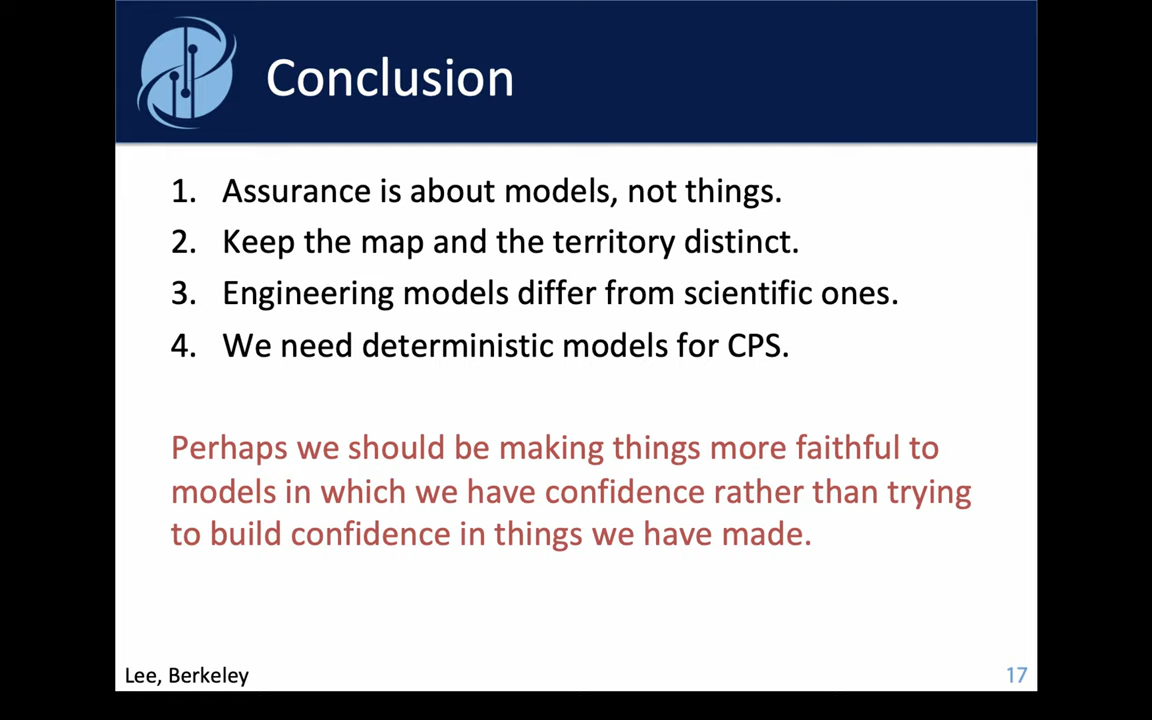 Conclusion
1. Assurance is about models, not things.
2. Keep the map and the territory distinct.
3. Engineering models differ from scientific ones.
4. We need deterministic models for CPS.
Perhaps we should be making things more faithful to
models in which we have confidence rather than trying
to build confidence in things we have made.
Lee, Berkeley
17